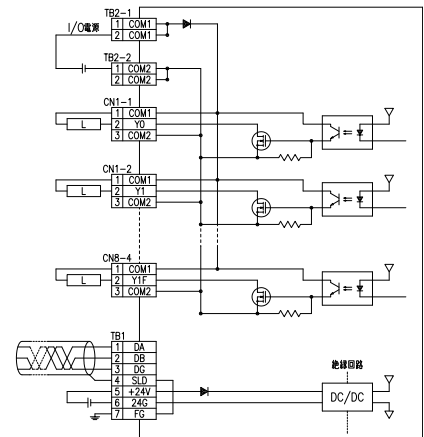 TB2-1
I/O電源
1 COM1
2 COM1
TB2-2
1 COM2
2 COM2
CN1-1
1 COM1
L 2 Y0
3 COM2
CN1-2
1 COM1
L 2 Y1
3 COM2
CN8-4
1 COM1
L 2 Y1F
3 COM2
TB1
1 DA
2 DB
3 DG
4 SLD
5 +24V
6 24G
7 FG
絶縁回路
DC/DC